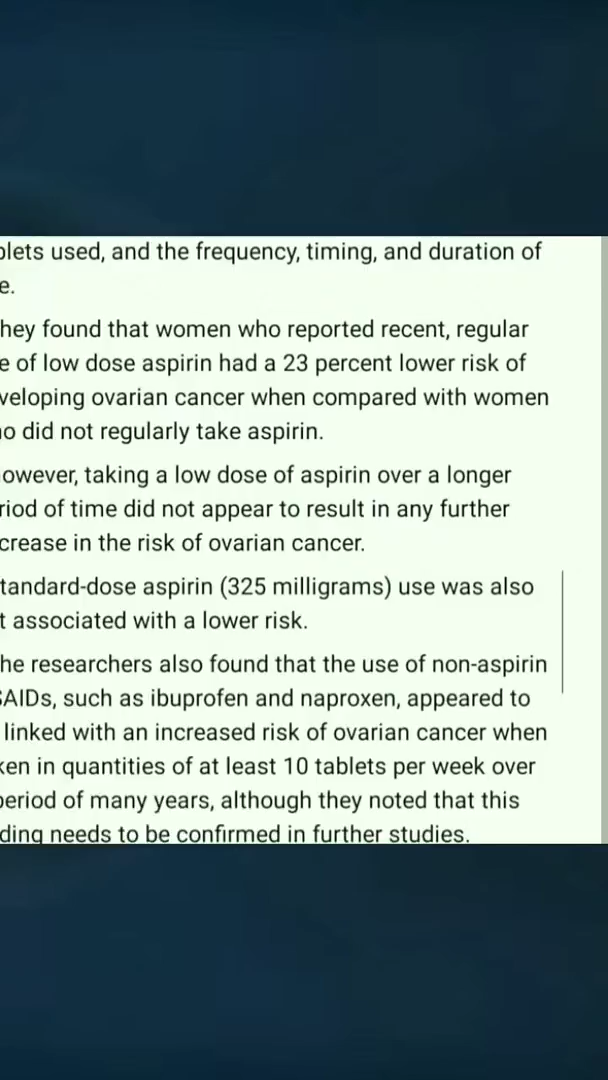 blets used, and the frequency, timing, and duration of
e.
hey found that women who reported recent, regular
e of low dose aspirin had a 23 percent lower risk of
veloping ovarian cancer when compared with women
o did not regularly take aspirin.
owever, taking a low dose of aspirin over a longer
riod of time did not appear to result in any further
crease in the risk of ovarian cancer.
tandard-dose aspirin (325 milligrams) use was also
t associated with a lower risk.
he researchers also found that the use of non-aspirin
SAIDs, such as ibuprofen and naproxen, appeared to
linked with an increased risk of ovarian cancer when
ken in quantities of at least 10 tablets per week over
period of many years, although they noted that this
ding needs to be confirmed in further studies.